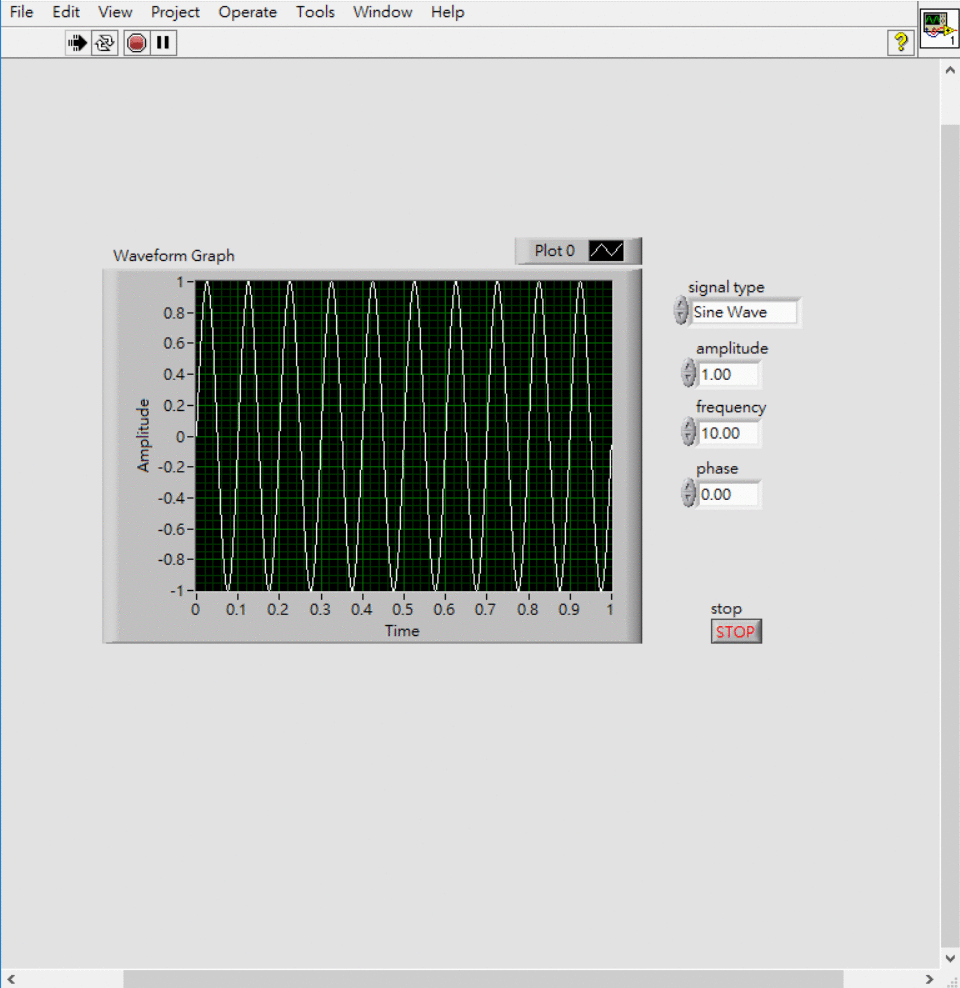 File Edit View Project Operate Tools Window Help
?
1
Waveform Graph
Plot 0
1
0.8
0.6
0.4
0.2
0
-0.2
-0.4
-0.6
-0.8
-1
Amplitude
0 0.1 0.2 0.3 0.4 0.5 0.6 0.7 0.8 0.9 1
Time
signal type
Sine Wave
amplitude
1.00
frequency
10.00
phase
0.00
stop
STOP